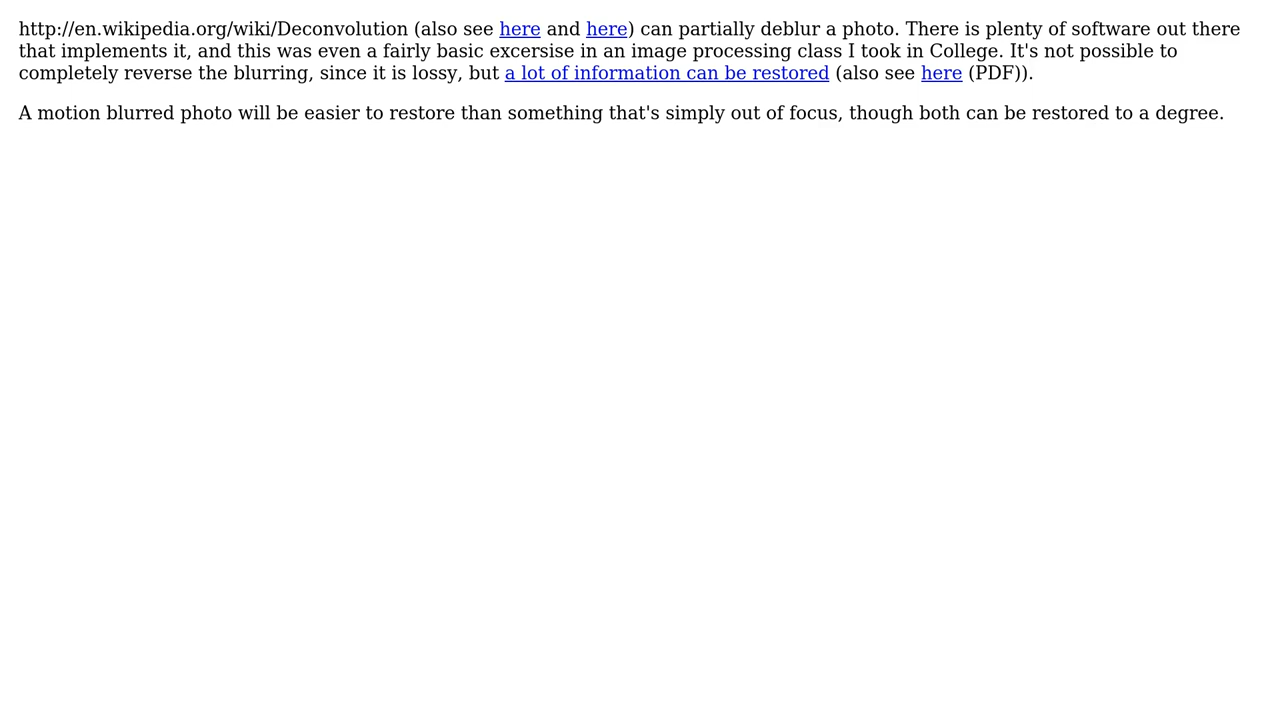 http://en.wikipedia.org/wiki/Deconvolution (also see here and here) can partially deblur a photo. There is plenty of software out there
that implements it, and this was even a fairly basic excersise in an image processing class I took in College. It's not possible to
completely reverse the blurring, since it is lossy, but a lot of information can be restored (also see here (PDF)).
A motion blurred photo will be easier to restore than something that's simply out of focus, though both can be restored to a degree.